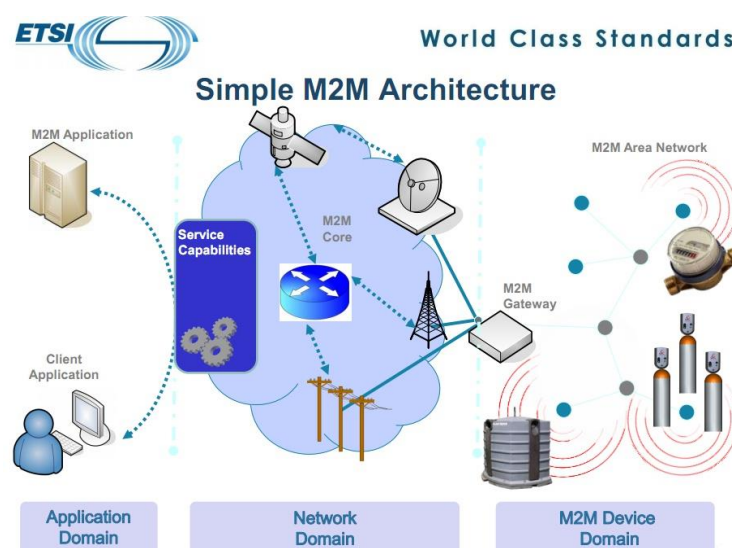 ETSI
World Class Standards
Simple M2M Architecture
M2M Application
M2M Area Network
M2M
Core
Service
Capabilities
M2M
Gateway
Client
Application
Application
Domain
Network
Domain
M2M Device
Domain